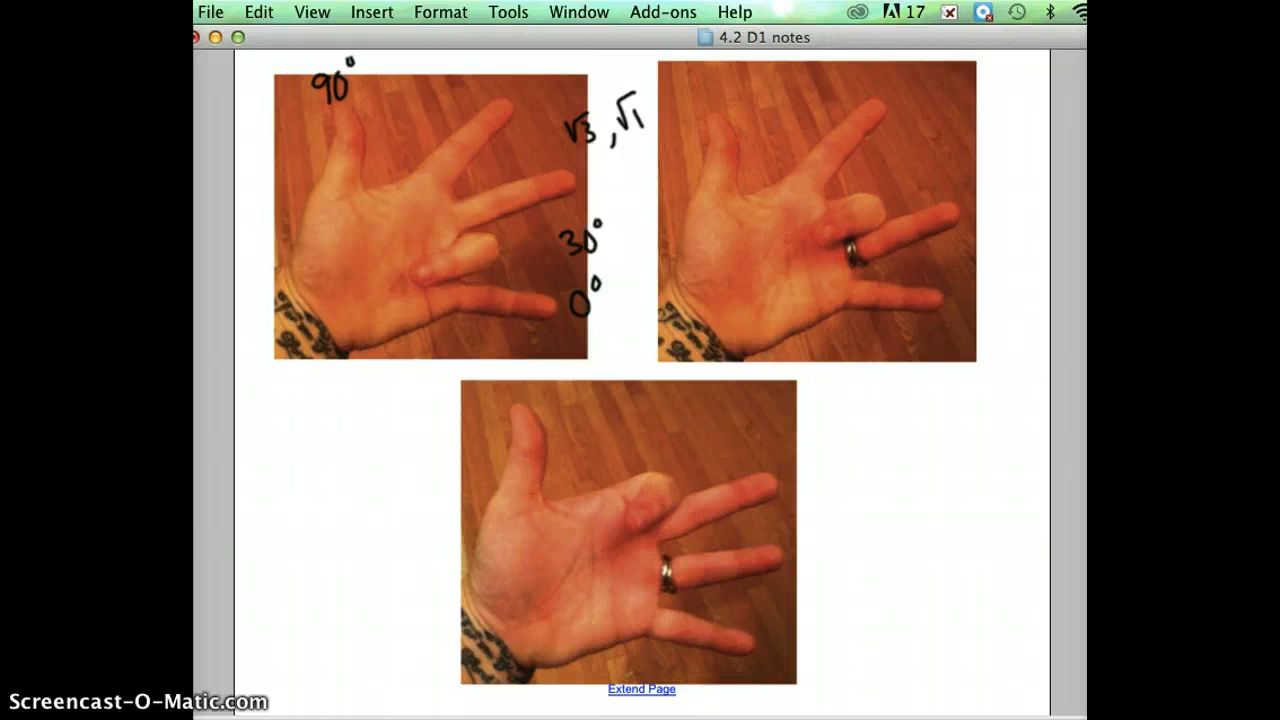 File Edit View Insert Format Tools Window Add-ons Help 17
4.2 D1 notes
90°
√3, √1
30°
0°
Extend Page
Screencast-O-Matic.com